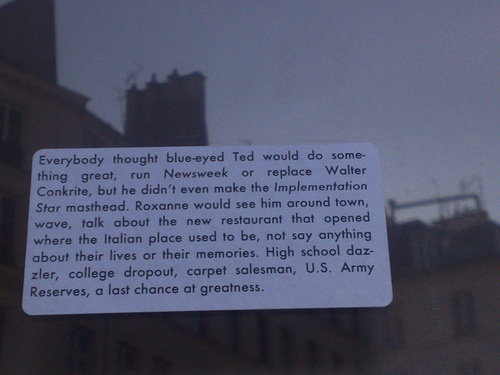 Everybody thought blue-eyed Ted would do some-
thing great, run Newsweek or replace Walter
Conkrite, but he didn't even make the Implementation
Star masthead. Roxanne would see him around town,
wave, talk about the new restaurant that opened
where the Italian place used to be, not say anything
about their lives or their memories. High school daz-
zler, college dropout, carpet salesman, U.S. Army
Reserves, a last chance at greatness.